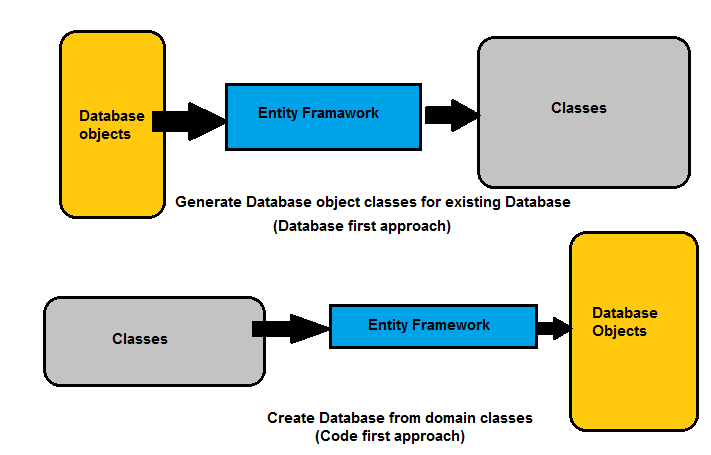 Database
objects
Entity Framawork
Classes
Generate Database object classes for existing Database
(Database first approach)
Classes
Entity Framework
Database
Objects
Create Database from domain classes
(Code first approach)